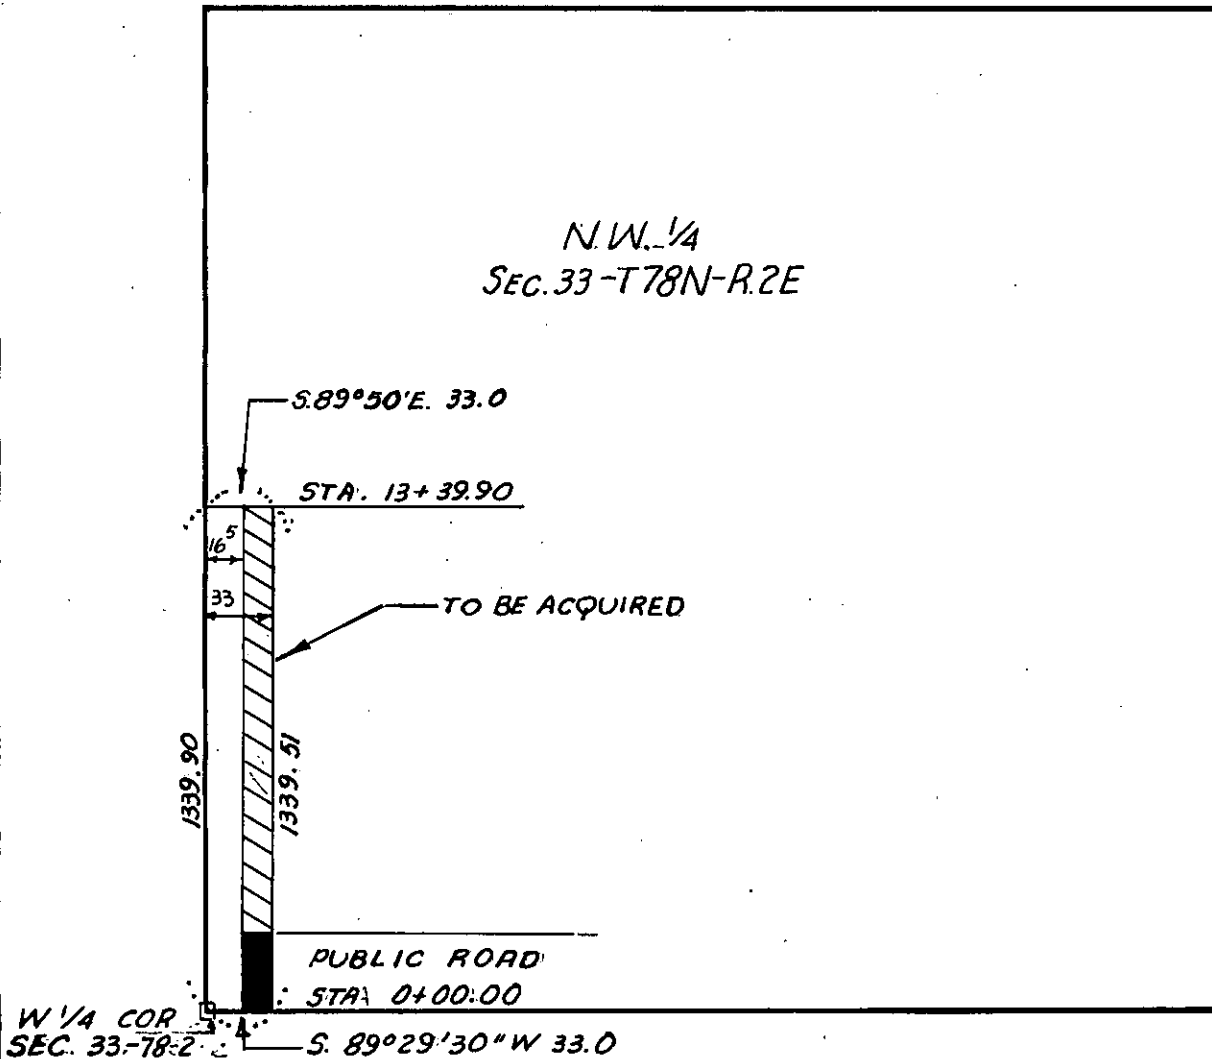 N.W. 1/4
SEC. 33-T78N-R.2E
S.89°50'E. 33.0
STA. 13+39.90
16⁵
33
TO BE ACQUIRED
1339.90
1339.51
PUBLIC ROAD
STA. 0+00.00
W 1/4 COR
SEC. 33-78-2
S. 89°29'30"W 33.0